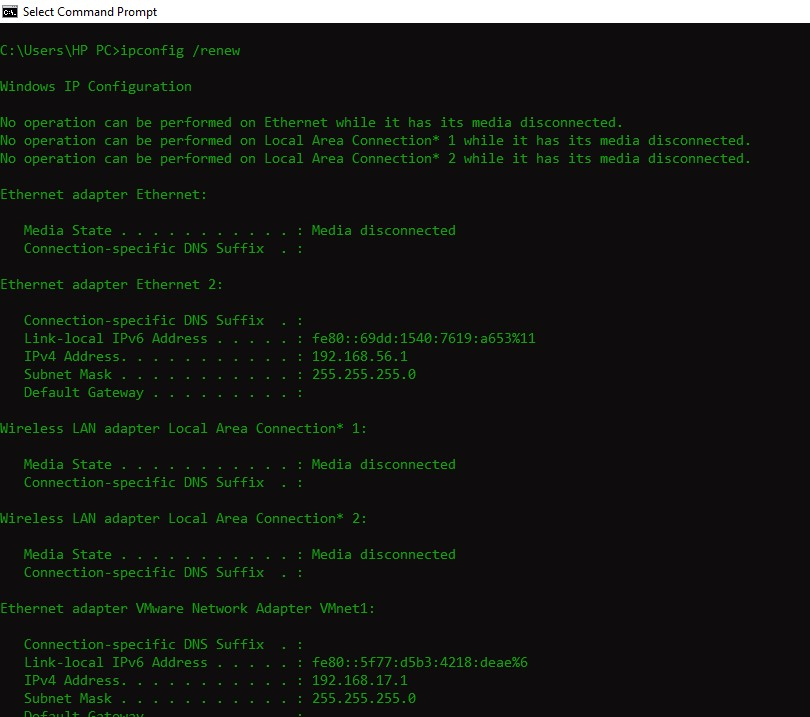 Select Command Prompt
C:\Users\HP PC>ipconfig /renew
Windows IP Configuration
No operation can be performed on Ethernet while it has its media disconnected.
No operation can be performed on Local Area Connection* 1 while it has its media disconnected.
No operation can be performed on Local Area Connection* 2 while it has its media disconnected.
Ethernet adapter Ethernet:
Media State . . . . . . . . . . . : Media disconnected
Connection-specific DNS Suffix  . :
Ethernet adapter Ethernet 2:
Connection-specific DNS Suffix  . :
Link-local IPv6 Address . . . . . : fe80::69dd:1540:7619:a653%11
IPv4 Address. . . . . . . . . . . : 192.168.56.1
Subnet Mask . . . . . . . . . . . : 255.255.255.0
Default Gateway . . . . . . . . . :
Wireless LAN adapter Local Area Connection* 1:
Media State . . . . . . . . . . . : Media disconnected
Connection-specific DNS Suffix  . :
Wireless LAN adapter Local Area Connection* 2:
Media State . . . . . . . . . . . : Media disconnected
Connection-specific DNS Suffix  . :
Ethernet adapter VMware Network Adapter VMnet1:
Connection-specific DNS Suffix  . :
Link-local IPv6 Address . . . . . : fe80::5f77:d5b3:4218:deae%6
IPv4 Address. . . . . . . . . . . : 192.168.17.1
Subnet Mask . . . . . . . . . . . : 255.255.255.0
Default Gateway . . . . . . . . . :